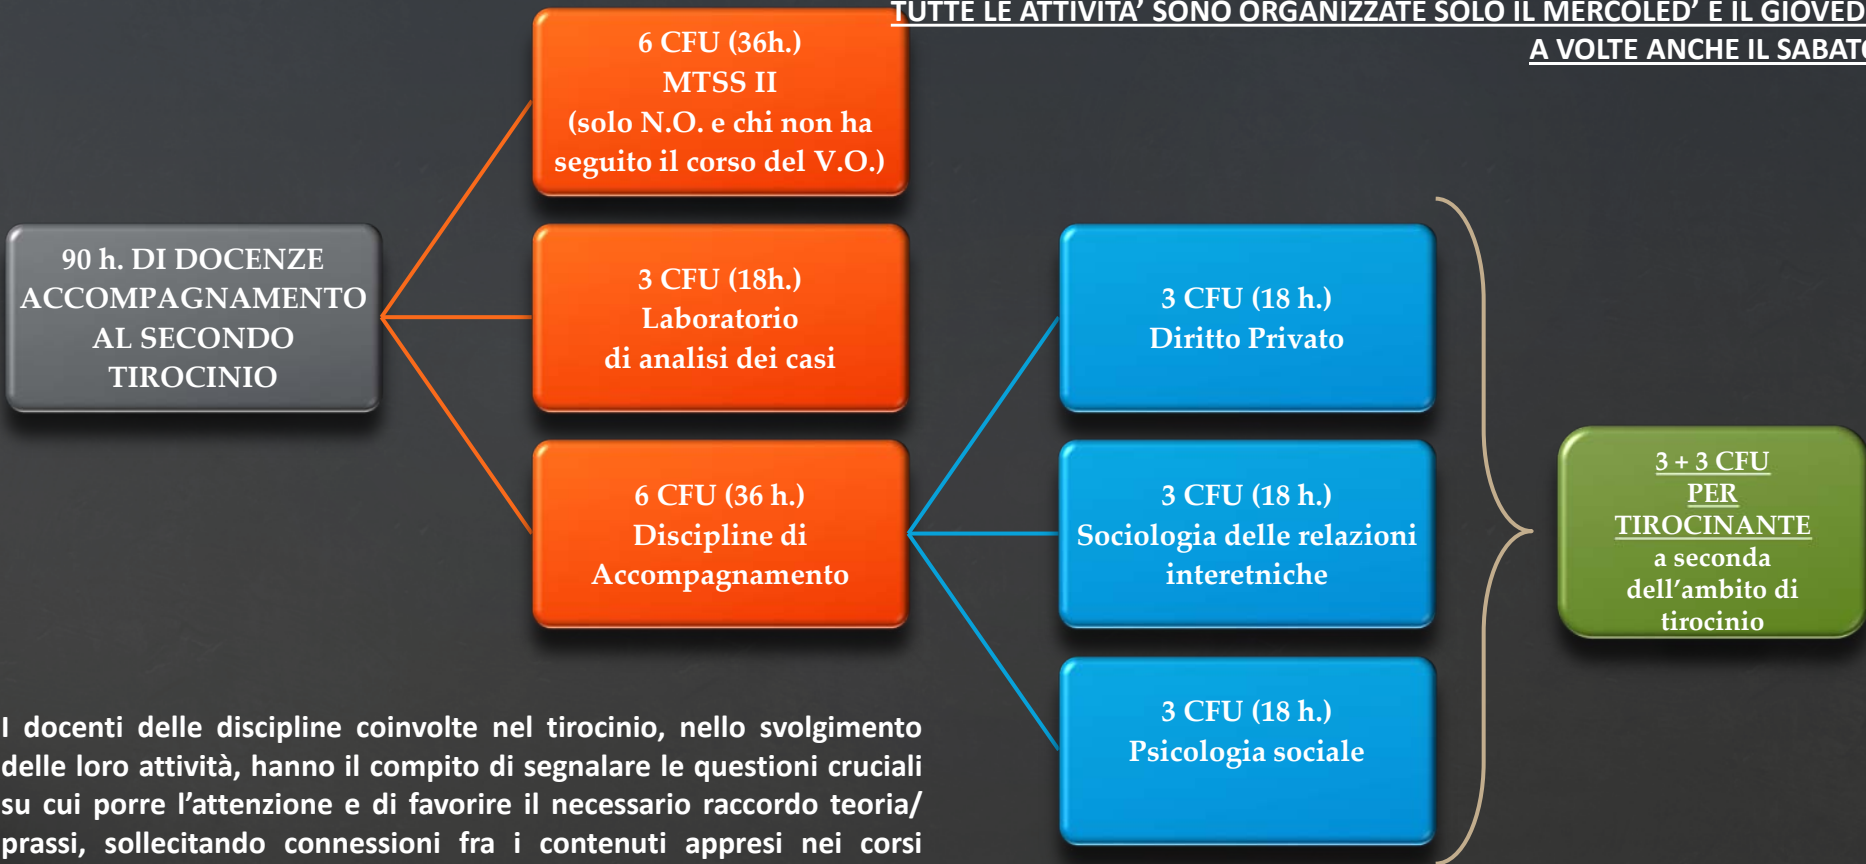 TUTTE LE ATTIVITA’ SONO ORGANIZZATE SOLO IL MERCOLED’ E IL GIOVED
A VOLTE ANCHE IL SABATO
90 h. DI DOCENZE
ACCOMPAGNAMENTO
AL SECONDO
TIROCINIO
6 CFU (36h.)
MTSS II
(solo N.O. e chi non ha
seguito il corso del V.O.)
3 CFU (18h.)
Laboratorio
di analisi dei casi
6 CFU (36 h.)
Discipline di
Accompagnamento
3 CFU (18 h.)
Diritto Privato
3 CFU (18 h.)
Sociologia delle relazioni
interetniche
3 CFU (18 h.)
Psicologia sociale
3 + 3 CFU
PER
TIROCINANTE
a seconda
dell’ambito di
tirocinio
I docenti delle discipline coinvolte nel tirocinio, nello svolgimento
delle loro attività, hanno il compito di segnalare le questioni cruciali
su cui porre l’attenzione e di favorire il necessario raccordo teoria/
prassi, sollecitando connessioni fra i contenuti appresi nei corsi